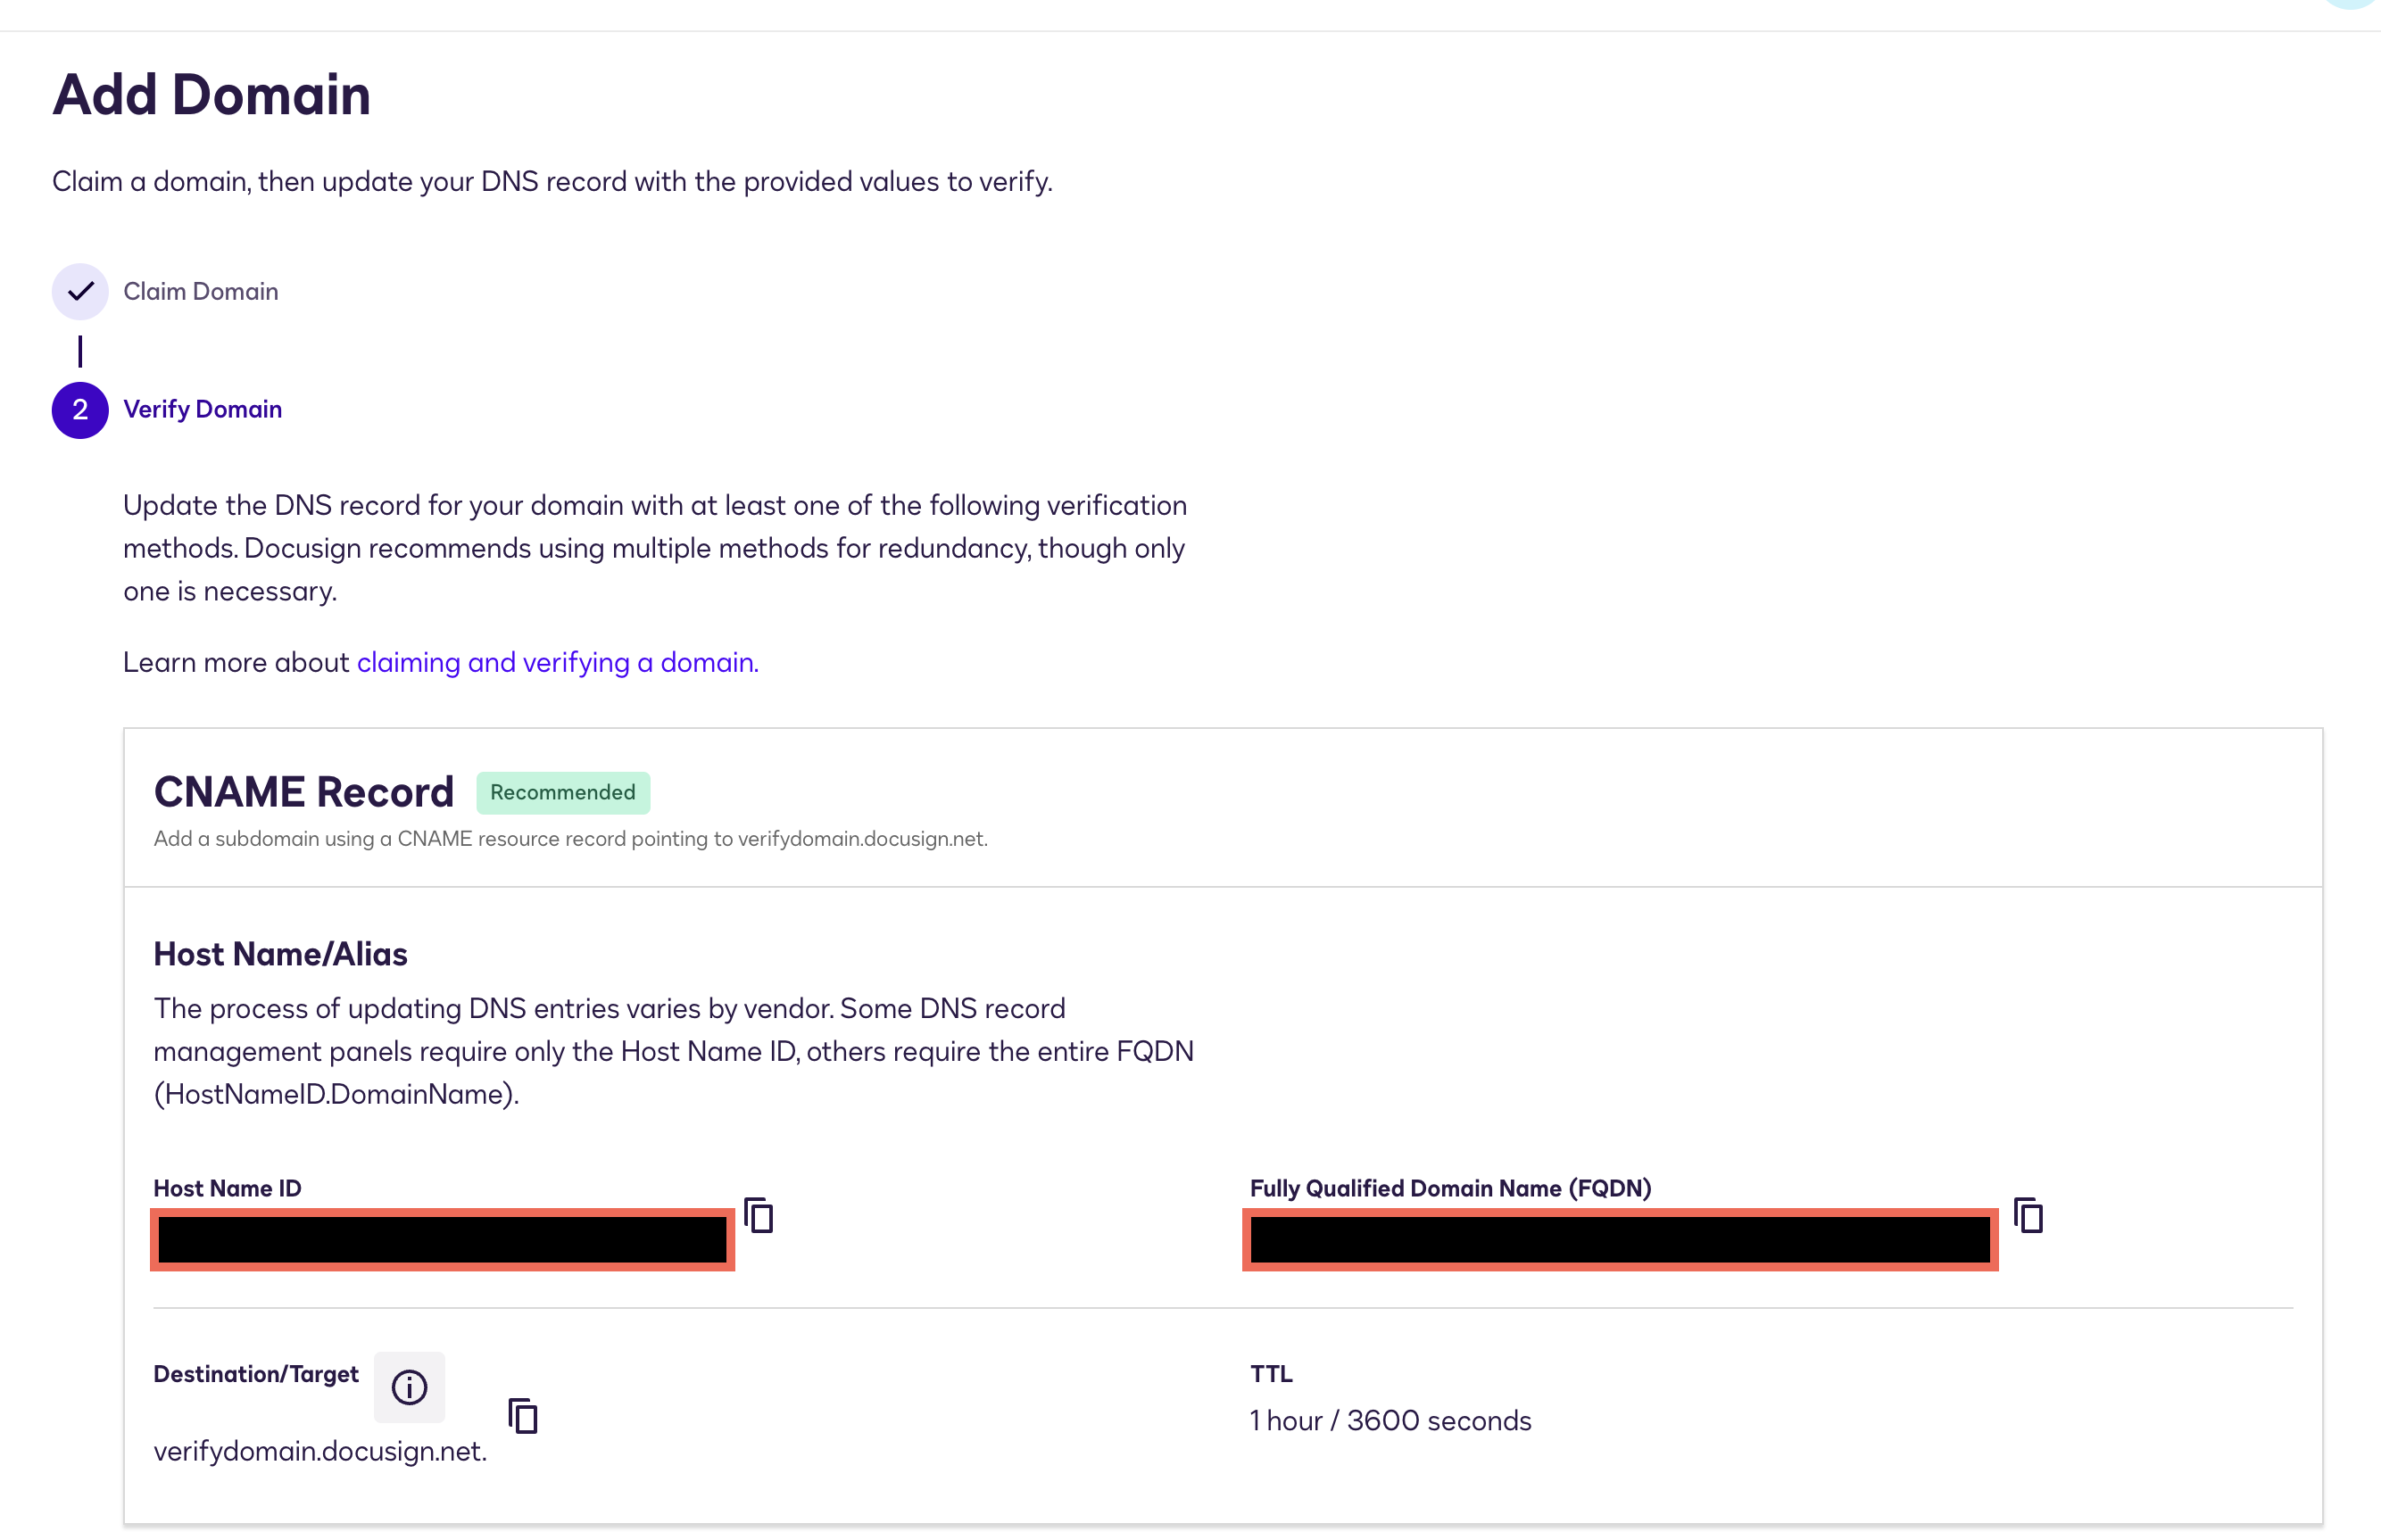 Add Domain
Claim a domain, then update your DNS record with the provided values to verify.
Claim Domain
2 Verify Domain
Update the DNS record for your domain with at least one of the following verification
methods. Docusign recommends using multiple methods for redundancy, though only
one is necessary.
Learn more about claiming and verifying a domain.
CNAME Record Recommended
Add a subdomain using a CNAME resource record pointing to verifydomain.docusign.net.
Host Name/Alias
The process of updating DNS entries varies by vendor. Some DNS record
management panels require only the Host Name ID, others require the entire FQDN
(HostNameID.DomainName).
Host Name ID
Fully Qualified Domain Name (FQDN)
Destination/Target
verifydomain.docusign.net.
TTL
1 hour / 3600 seconds